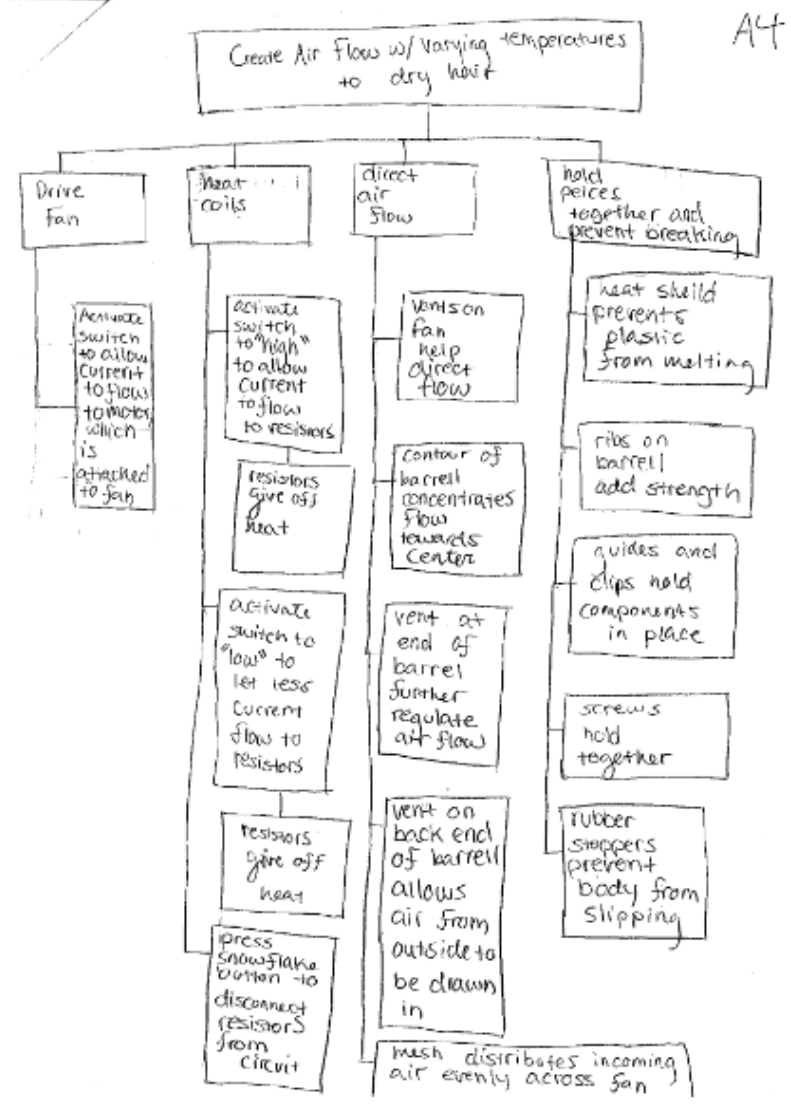 A4
Create Air Flow w/ varying temperatures
to dry hair
Drive
Fan
heat
coils
direct
air
flow
hold
peices
together and
prevent breaking
Activate
switch
to allow
current
to flow
to motor
which
is
attached
to fan
activate
switch
to "high"
to allow
current
to flow
to resistors
resistors
give off
heat
activate
switch to
"low" to
let less
current
flow to
resistors
resistors
give off
heat
press
snowflake
button to
disconnect
resistors
from
circuit
vents on
fan
help
direct
flow
contour of
barrell
concentrates
flow
towards
center
vent at
end of
barrel
further
regulate
air flow
vent on
back end
of barrell
allows
air from
outside to
be drawn
in
mesh distributes incoming
air evenly across fan
heat sheild
prevents
plastic
from melting
ribs on
barrell
add strength
guides and
clips hold
components
in place
screws
hold
together
rubber
stoppers
prevent
body from
slipping